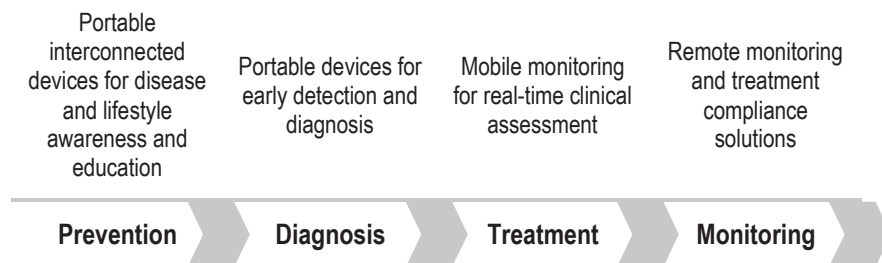 Portable
interconnected
devices for disease
and lifestyle
awareness and
education
Portable devices for
early detection and
diagnosis
Mobile monitoring
for real-time clinical
assessment
Remote monitoring
and treatment
compliance
solutions
Prevention
Diagnosis
Treatment
Monitoring